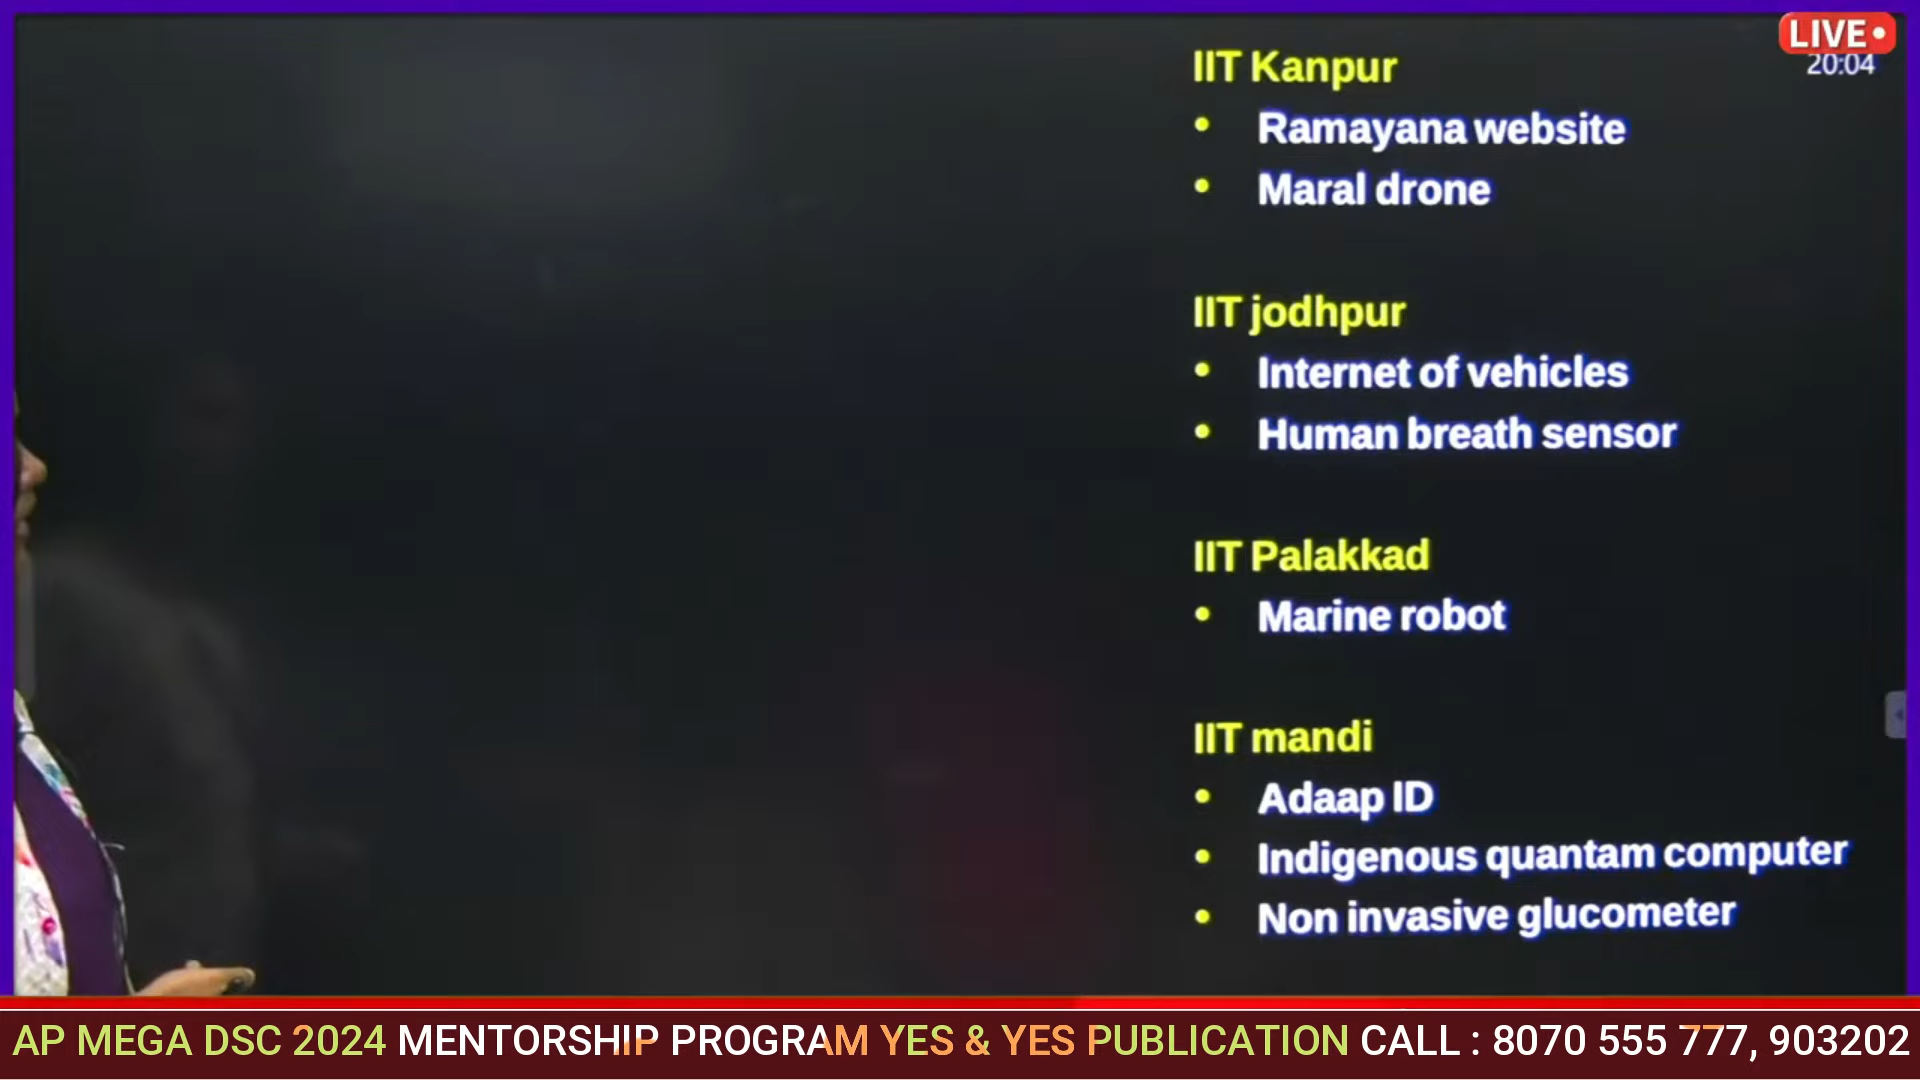 LIVE
20:04
IIT Kanpur
• Ramayana website
• Maral drone
IIT jodhpur
• Internet of vehicles
• Human breath sensor
IIT Palakkad
• Marine robot
IIT mandi
• Adaap ID
• Indigenous quantam computer
• Non invasive glucometer
AP MEGA DSC 2024 MENTORSHIP PROGRAM YES & YES PUBLICATION CALL : 8070 555 777, 903202